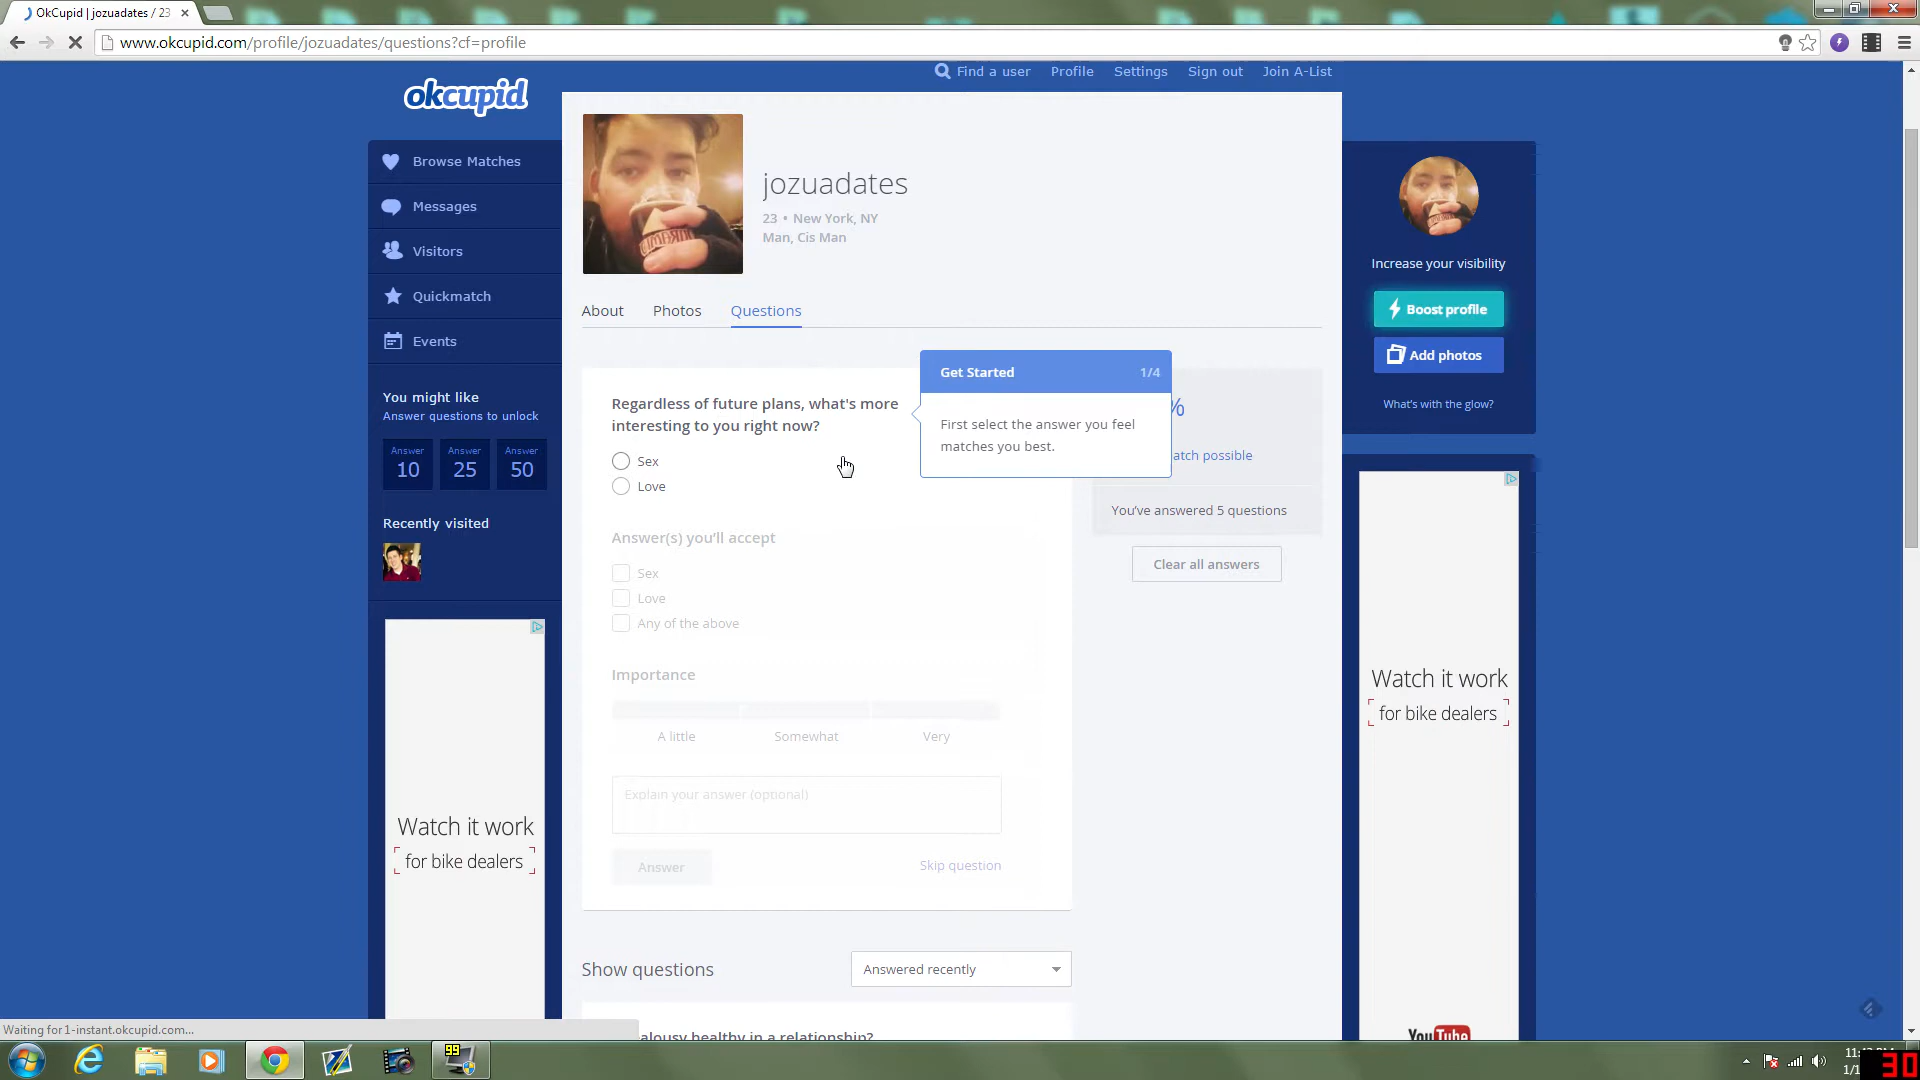 OkCupid | jozuadates / 23
www.okcupid.com/profile/jozuadates/questions?cf=profile
Find a user
Profile
Settings
Sign out
Join A-List
okcupid
Browse Matches
Messages
Visitors
Quickmatch
Events
You might like
Answer questions to unlock
Answer
10
Answer
25
Answer
50
Recently visited
Watch it work
for bike dealers
jozuadates
23 • New York, NY
Man, Cis Man
About
Photos
Questions
Regardless of future plans, what's more
interesting to you right now?
Sex
Love
Answer(s) you'll accept
Sex
Love
Any of the above
Importance
A little
Somewhat
Very
Explain your answer (optional)
Answer
Skip question
Get Started
1/4
First select the answer you feel
matches you best.
%
atch possible
You've answered 5 questions
Clear all answers
Show questions
Answered recently
alousy healthy in a relationship?
Increase your visibility
Boost profile
Add photos
What's with the glow?
Watch it work
for bike dealers
YouTube
Waiting for 1-instant.okcupid.com...
99
30